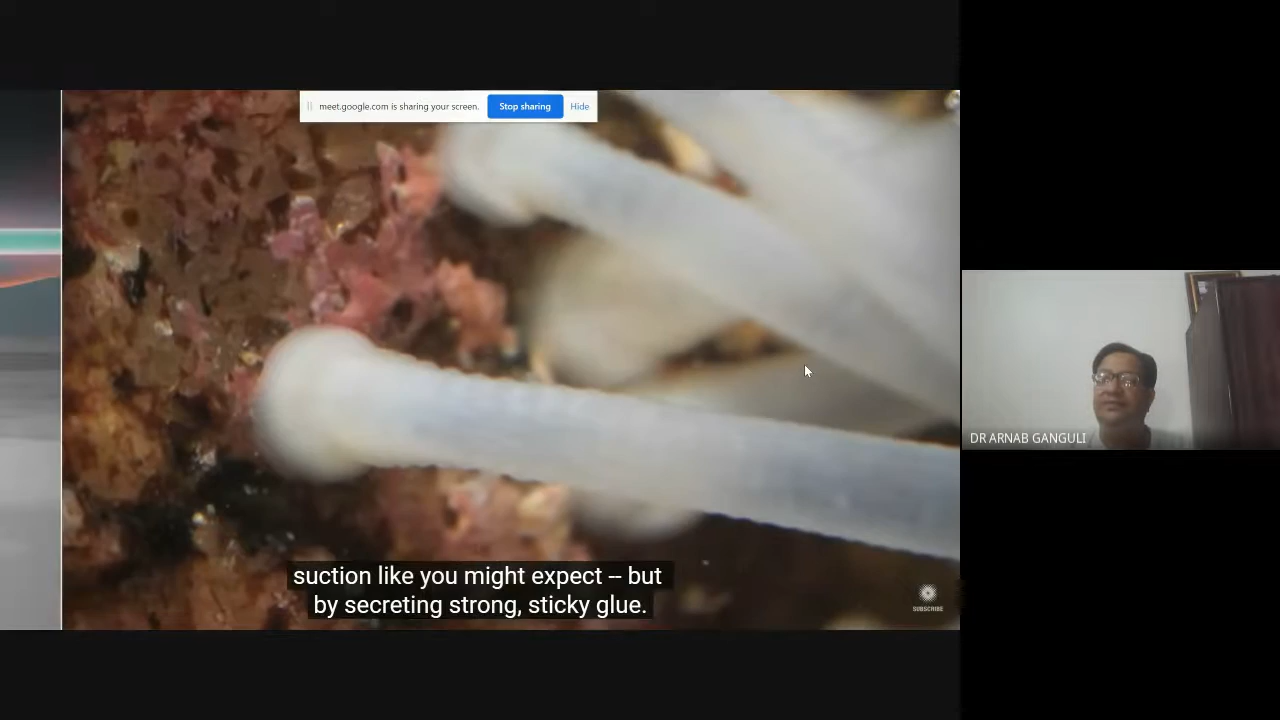 meet.google.com is sharing your screen.
Stop sharing
Hide
DR ARNAB GANGULI
suction like you might expect -- but
by secreting strong, sticky glue.
SUBSCRIBE